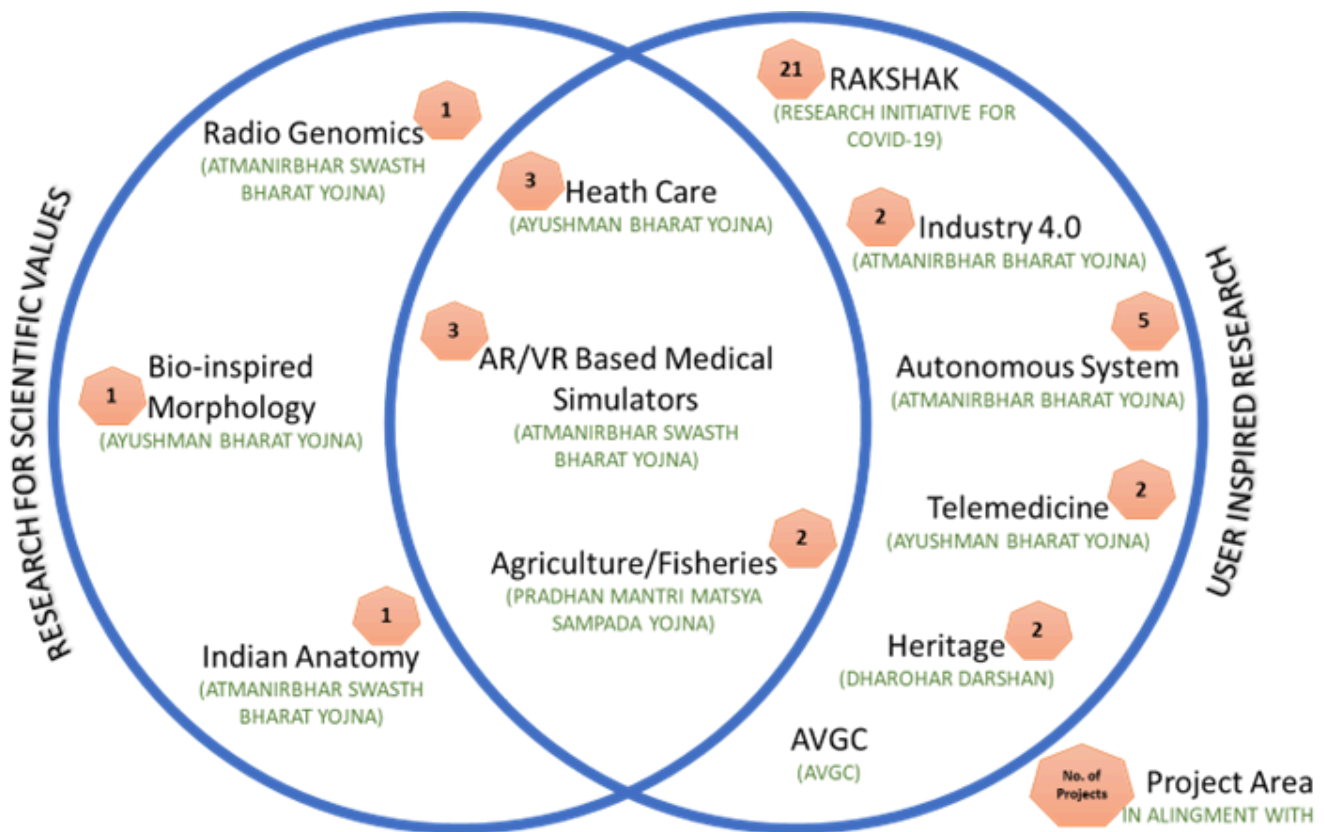 RESEARCH FOR SCIENTIFIC VALUES
1
Radio Genomics
(ATMANIRBHAR SWASTH
BHARAT YOJNA)
1
Bio-inspired
Morphology
(AYUSHMAN BHARAT YOJNA)
1
Indian Anatomy
(ATMANIRBHAR SWASTH
BHARAT YOJNA)
3
Heath Care
(AYUSHMAN BHARAT YOJNA)
3
AR/VR Based Medical
Simulators
(ATMANIRBHAR SWASTH
BHARAT YOJNA)
2
Agriculture/Fisheries
(PRADHAN MANTRI MATSYA
SAMPADA YOJNA)
21
RAKSHAK
(RESEARCH INITIATIVE FOR
COVID-19)
2
Industry 4.0
(ATMANIRBHAR BHARAT YOJNA)
5
Autonomous System
(ATMANIRBHAR BHARAT YOJNA)
2
Telemedicine
(AYUSHMAN BHARAT YOJNA)
2
Heritage
(DHAROHAR DARSHAN)
AVGC
(AVGC)
USER INSPIRED RESEARCH
No. of
Projects
Project Area
IN ALINGMENT WITH